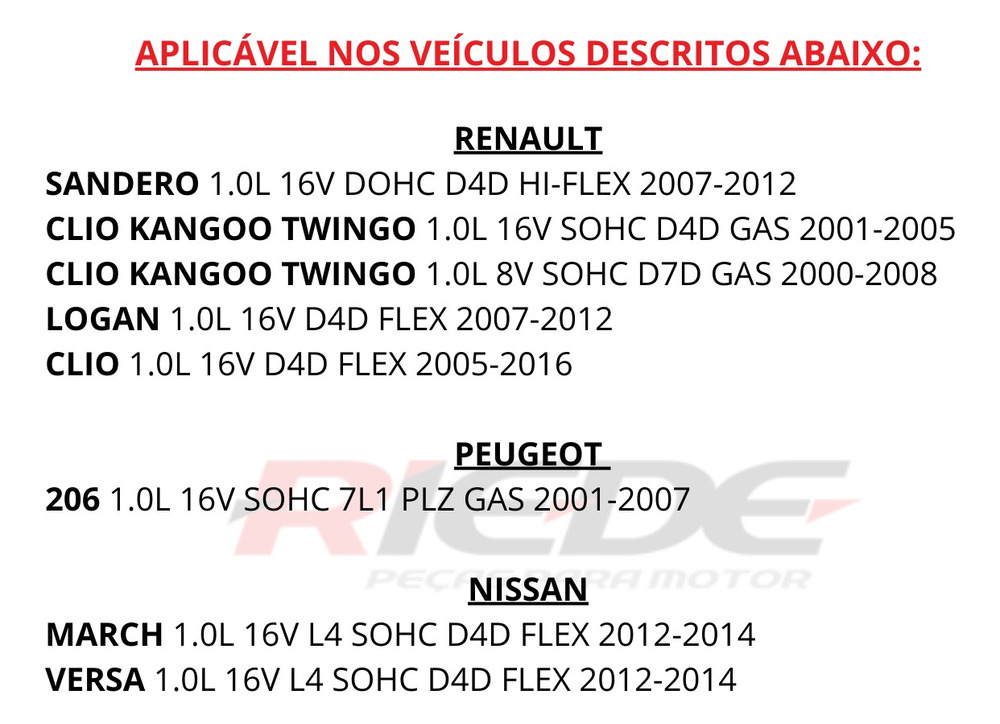 APLICÁVEL NOS VEÍCULOS DESCRITOS ABAIXO:
RENAULT
SANDERO 1.0L 16V DOHC D4D HI-FLEX 2007-2012
CLIO KANGOO TWINGO 1.0L 16V SOHC D4D GAS 2001-2005
CLIO KANGOO TWINGO 1.0L 8V SOHC D7D GAS 2000-2008
LOGAN 1.0L 16V D4D FLEX 2007-2012
CLIO 1.0L 16V D4D FLEX 2005-2016
PEUGEOT
206 1.0L 16V SOHC 7L1 PLZ GAS 2001-2007
RIEDE
PEÇAS PARA MOTOR
NISSAN
MARCH 1.0L 16V L4 SOHC D4D FLEX 2012-2014
VERSA 1.0L 16V L4 SOHC D4D FLEX 2012-2014